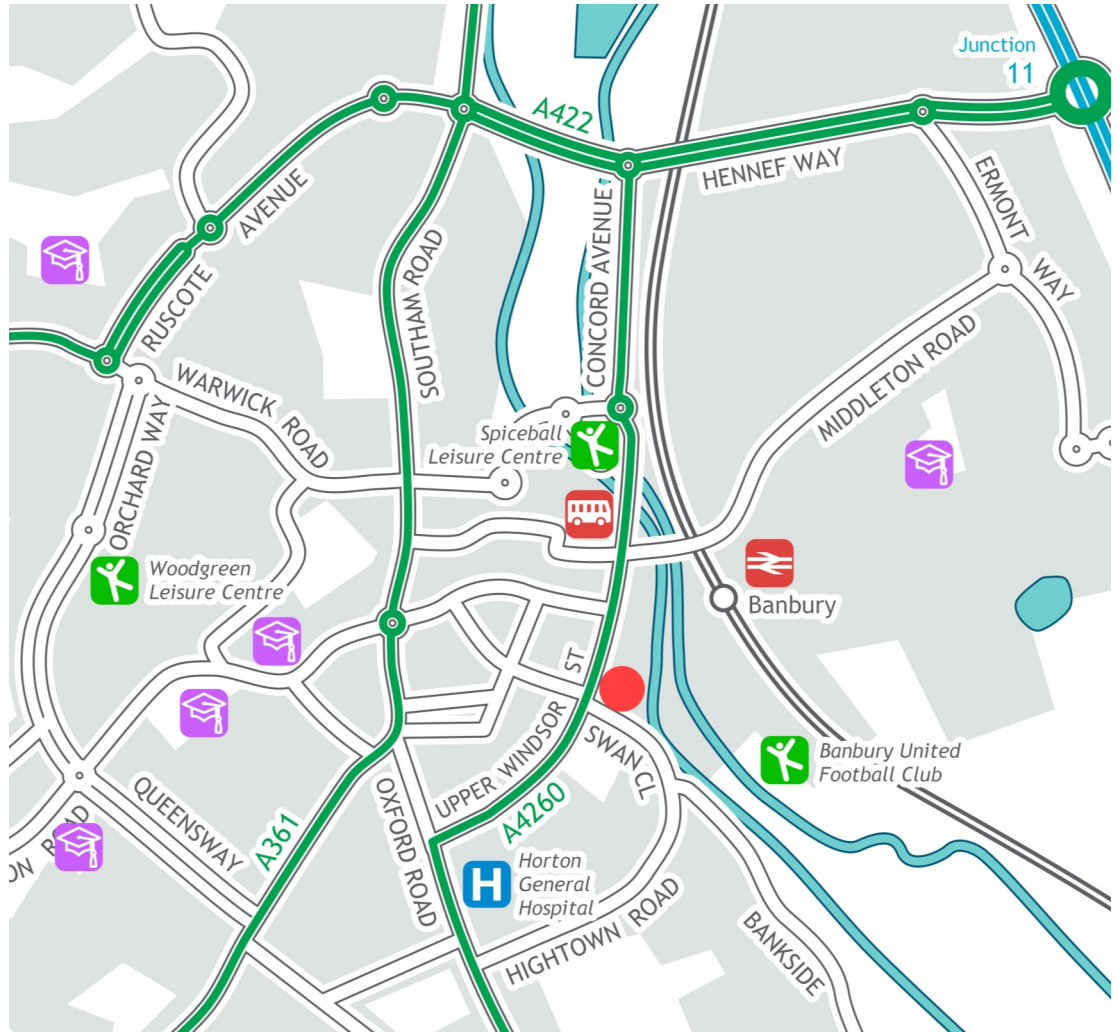 Junction
11
A422
HENNEF WAY
ERMONT
WAY
RUSCOTE
AVENUE
SOUTHAM ROAD
CONCORD AVENUE
MIDDLETON ROAD
WARWICK
ROAD
ORCHARD WAY
Spiceball
Leisure Centre
Woodgreen
Leisure Centre
Banbury
UPPER WINDSOR
ST
SWAN CL
Banbury United
Football Club
QUEENSWAY
A361
OXFORD ROAD
A4260
ON ROAD
H
Horton
General
Hospital
HIGHTOWN ROAD
BANKSIDE